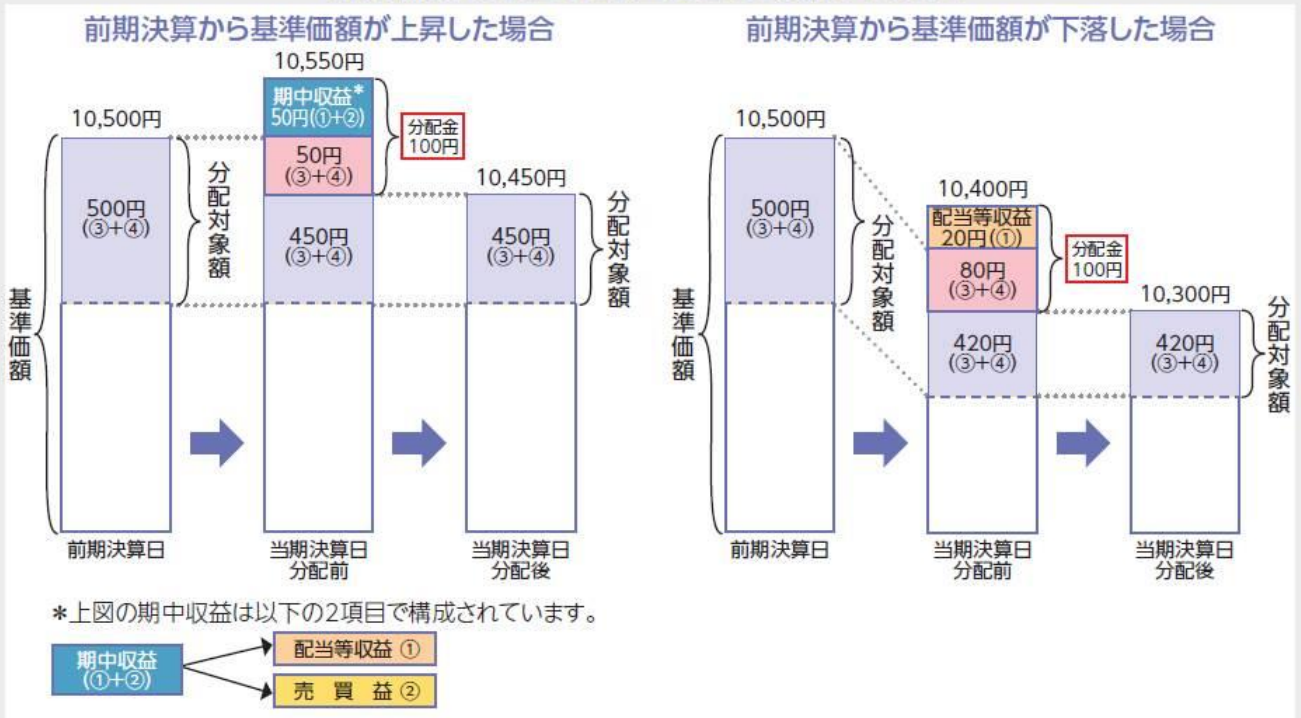 前期決算から基準価額が上昇した場合
10,500円
500円
(③+④)
分配対象額
基準価額
10,550円
期中収益*
50円(①+②)
50円
(③+④)
450円
(③+④)
分配金
100円
10,450円
450円
(③+④)
分配対象額
前期決算日
当期決算日
分配前
当期決算日
分配後
前期決算から基準価額が下落した場合
10,500円
500円
(③+④)
分配対象額
基準価額
10,400円
配当等収益
20円(①)
80円
(③+④)
420円
(③+④)
分配金
100円
10,300円
420円
(③+④)
分配対象額
前期決算日
当期決算日
分配前
当期決算日
分配後
*上図の期中収益は以下の2項目で構成されています。
期中収益
(①+②)
配当等収益 ①
売 買 益 ②